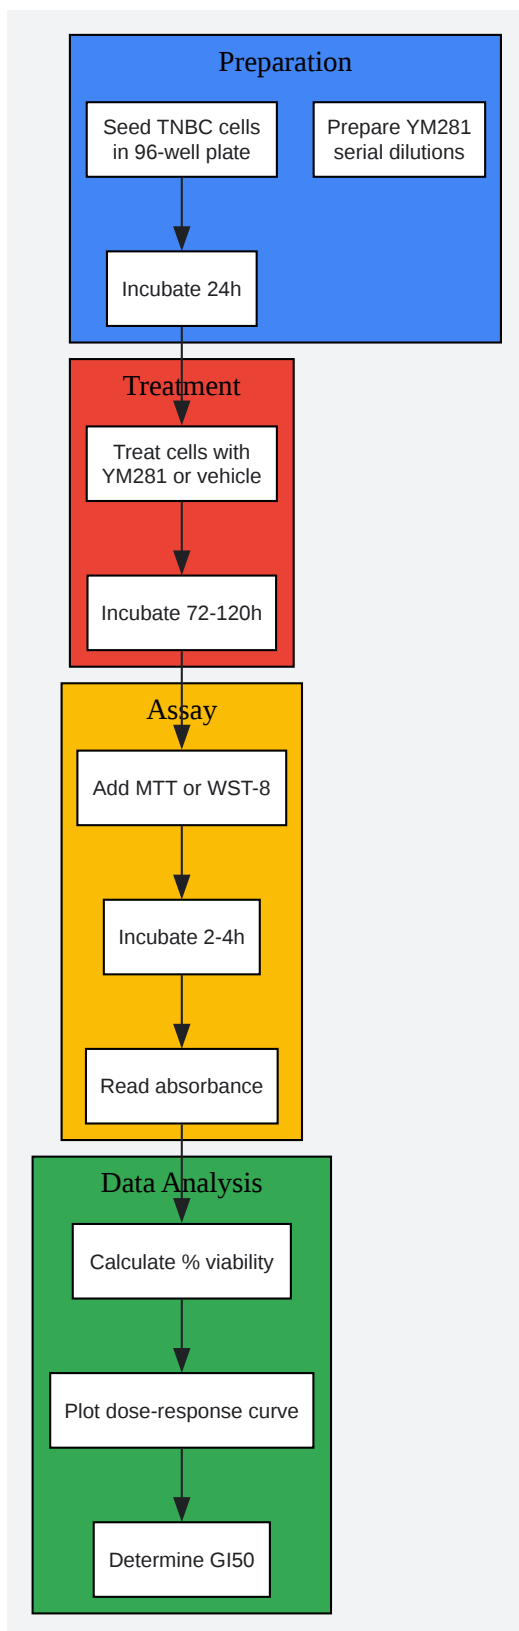 Preparation
Seed TNBC cells
in 96-well plate
Prepare YM281
serial dilutions
Incubate 24h
Treatment
Treat cells with
YM281 or vehicle
Incubate 72-120h
Assay
Add MTT or WST-8
Incubate 2-4h
Read absorbance
Data Analysis
Calculate % viability
Plot dose-response curve
Determine GI50